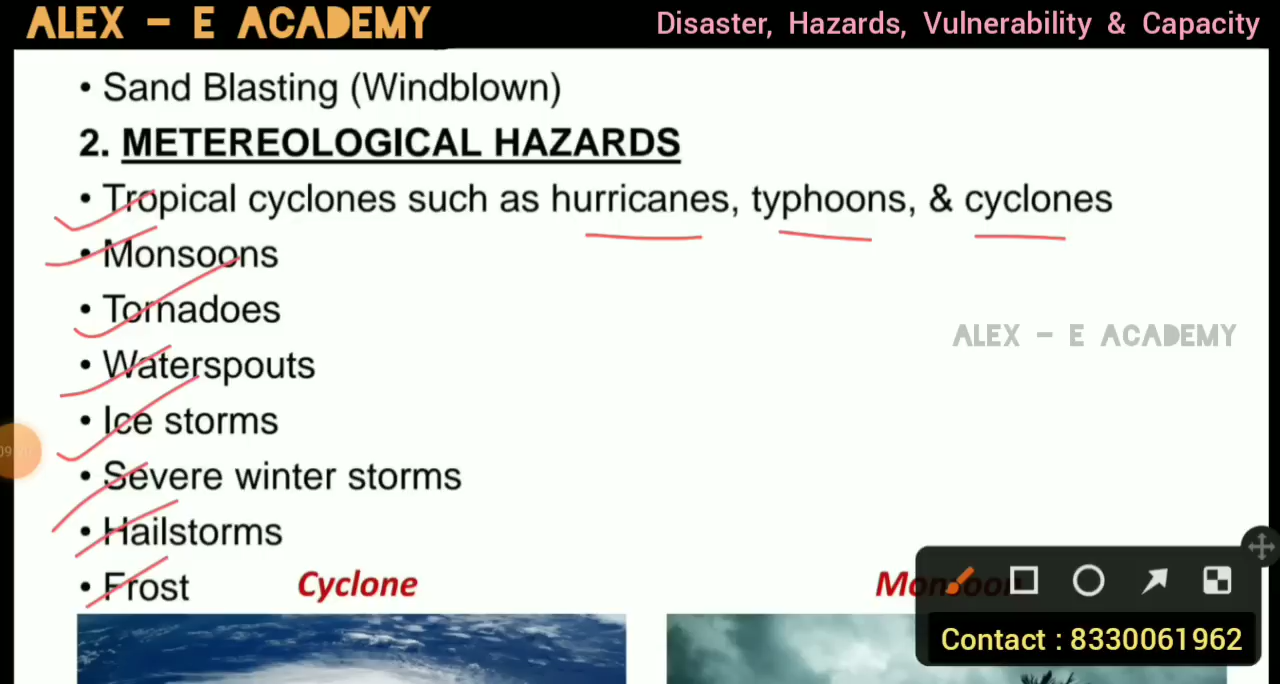 ALEX - E ACADEMY
Disaster, Hazards, Vulnerability & Capacity
• Sand Blasting (Windblown)
2. METEREOLOGICAL HAZARDS
• Tropical cyclones such as hurricanes, typhoons, & cyclones
• Monsoons
• Tornadoes
ALEX - E ACADEMY
• Waterspouts
• Ice storms
• Severe winter storms
• Hailstorms
• Frost
Cyclone
Monsoon
Contact : 8330061962